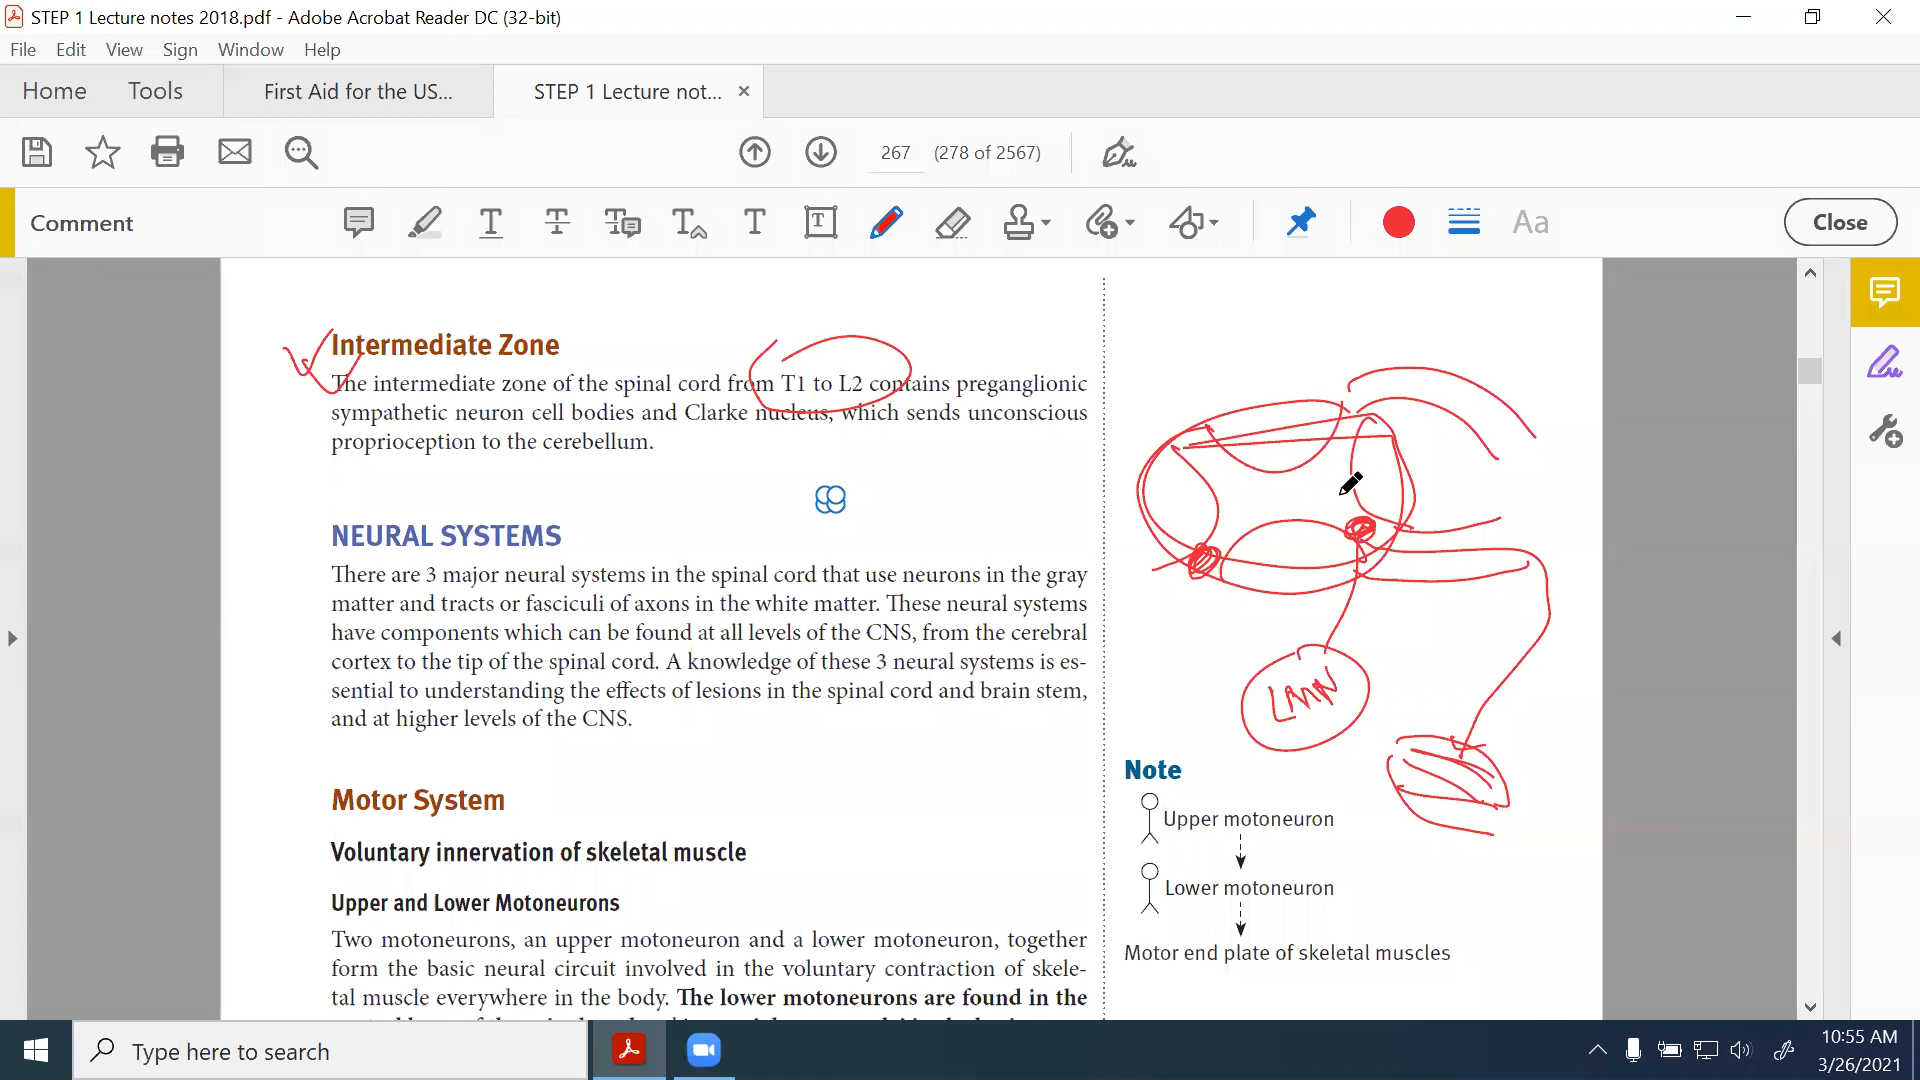 STEP 1 Lecture notes 2018.pdf - Adobe Acrobat Reader DC (32-bit)
File Edit View Sign Window Help
Home Tools First Aid for the US... STEP 1 Lecture not...
267 (278 of 2567)
Comment Aa Close
Intermediate Zone
The intermediate zone of the spinal cord from T1 to L2 contains preganglionic
sympathetic neuron cell bodies and Clarke nucleus, which sends unconscious
proprioception to the cerebellum.
NEURAL SYSTEMS
There are 3 major neural systems in the spinal cord that use neurons in the gray
matter and tracts or fasciculi of axons in the white matter. These neural systems
have components which can be found at all levels of the CNS, from the cerebral
cortex to the tip of the spinal cord. A knowledge of these 3 neural systems is es-
sential to understanding the effects of lesions in the spinal cord and brain stem,
and at higher levels of the CNS.
Motor System
Voluntary innervation of skeletal muscle
Upper and Lower Motoneurons
Two motoneurons, an upper motoneuron and a lower motoneuron, together
form the basic neural circuit involved in the voluntary contraction of skele-
tal muscle everywhere in the body. The lower motoneurons are found in the
LMN
Note
Upper motoneuron
Lower motoneuron
Motor end plate of skeletal muscles
Type here to search
10:55 AM
3/26/2021